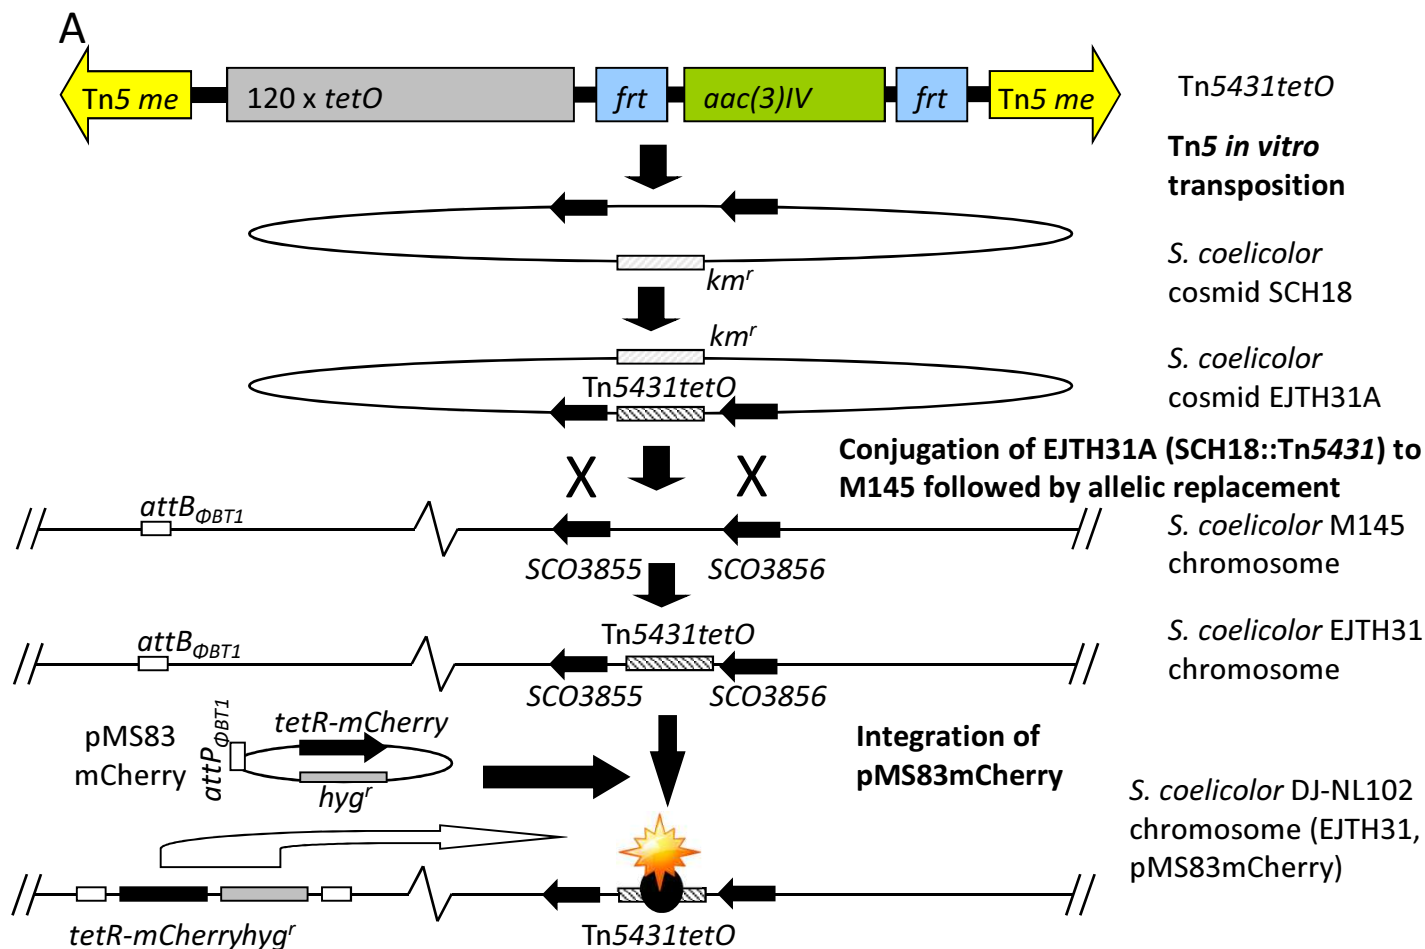 A
Tn5 me
120 x tetO
frt
aac(3)IV
frt
Tn5 me
Tn5431tetO
Tn5 in vitro
transposition
kmʳ
S. coelicolor
cosmid SCH18
kmʳ
Tn5431tetO
S. coelicolor
cosmid EJTH31A
Conjugation of EJTH31A (SCH18::Tn5431) to
M145 followed by allelic replacement
X
X
attBΦBT1
SCO3855
SCO3856
S. coelicolor M145
chromosome
attBΦBT1
Tn5431tetO
SCO3855
SCO3856
S. coelicolor EJTH31
chromosome
pMS83
mCherry
attPΦBT1
tetR-mCherry
hygʳ
Integration of
pMS83mCherry
S. coelicolor DJ-NL102
chromosome (EJTH31,
pMS83mCherry)
tetR-mCherryhygʳ
Tn5431tetO